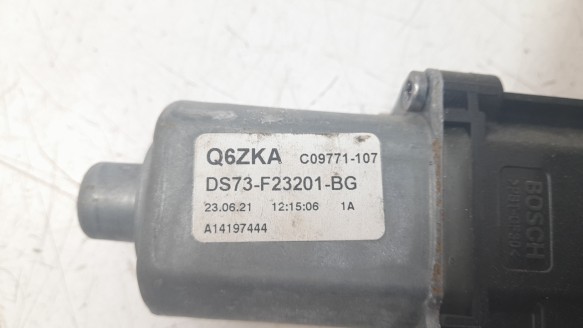 Q6ZKA C09771-107
DS73-F23201-BG
23.06.21 12:15:06 1A
A14197444
BOSCH